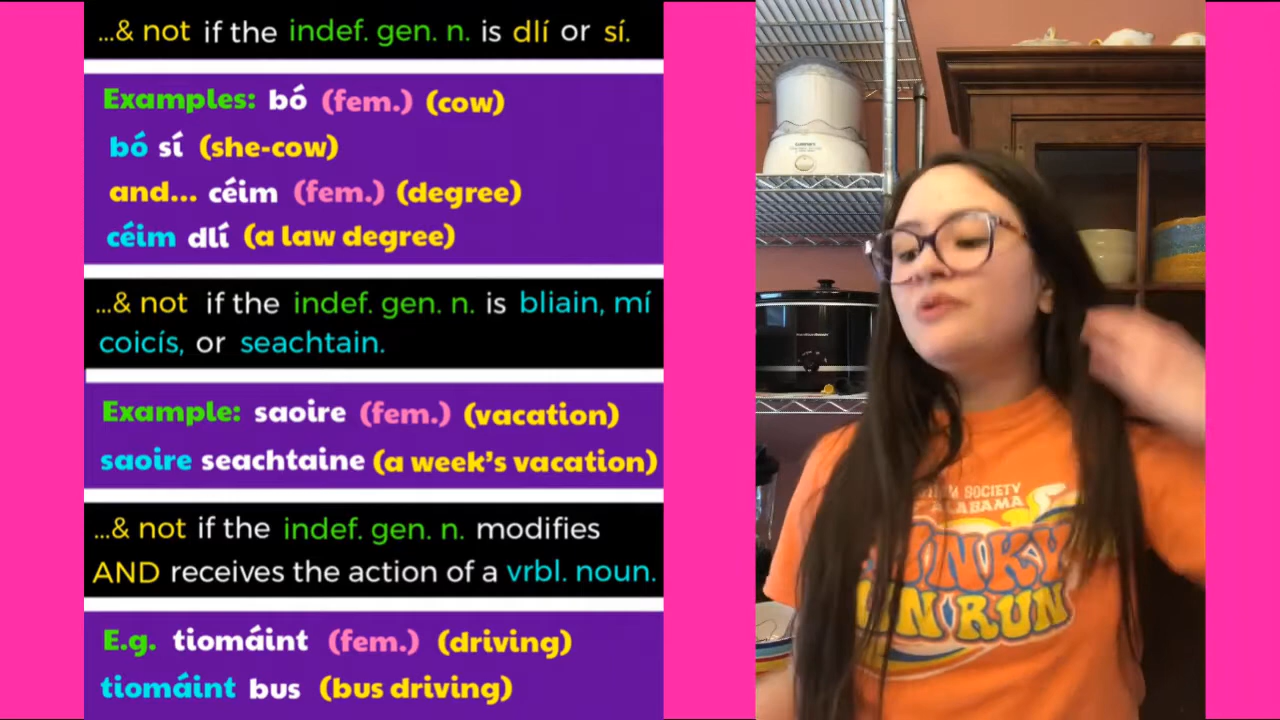 ...& not if the indef. gen. n. is dlí or sí.
Examples: bó (fem.) (cow)
bó sí (she-cow)
and... céim (fem.) (degree)
céim dlí (a law degree)
...& not if the indef. gen. n. is bliain, mí
coicís, or seachtain.
Example: saoire (fem.) (vacation)
saoire seachtaine (a week's vacation)
...& not if the indef. gen. n. modifies
AND receives the action of a vrbl. noun.
E.g. tiomáint (fem.) (driving)
tiomáint bus (bus driving)
SOCIETY
ALABAMA
RUN